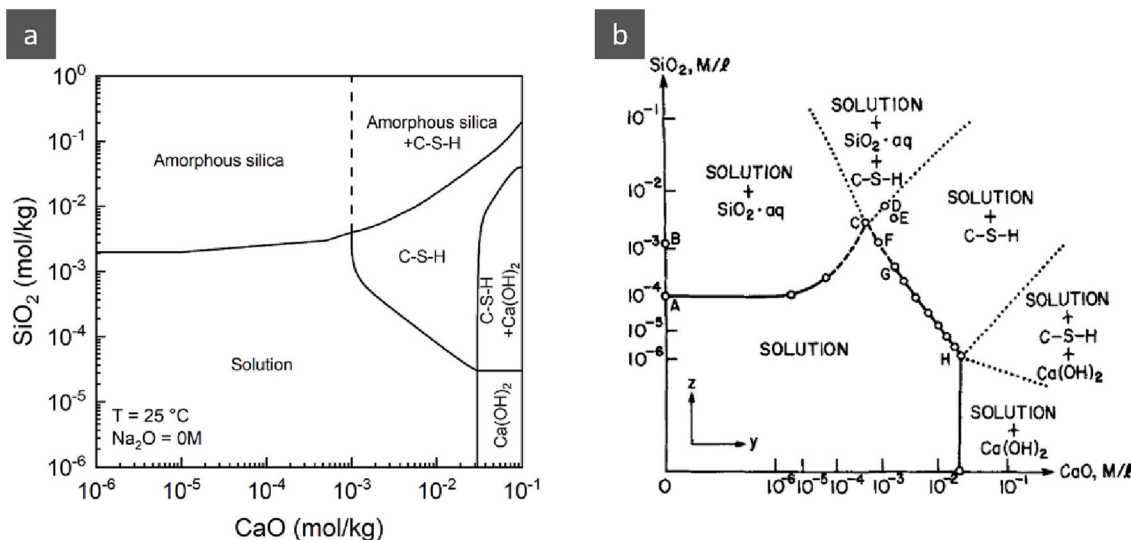 a
10⁰
10⁻¹
10⁻²
10⁻³
10⁻⁴
10⁻⁵
10⁻⁶
SiO₂ (mol/kg)
Amorphous silica
Amorphous silica
+C-S-H
C-S-H
C-S-H
+Ca(OH)₂
Solution
Ca(OH)₂
T = 25 °C
Na₂O = 0M
10⁻⁶ 10⁻⁵ 10⁻⁴ 10⁻³ 10⁻² 10⁻¹
CaO (mol/kg)
b
SiO₂, M/ℓ
10⁻¹
10⁻²
10⁻³
10⁻⁴
10⁻⁵
10⁻⁶
SOLUTION
+
SiO₂·aq
+
C-S-H
SOLUTION
+
SiO₂·aq
SOLUTION
+
C-S-H
SOLUTION
+
C-S-H
+
Ca(OH)₂
SOLUTION
SOLUTION
+
Ca(OH)₂
A
B
C
D
E
F
G
H
z
y
0 10⁻⁶ 10⁻⁵ 10⁻⁴ 10⁻³ 10⁻² 10⁻¹
CaO, M/ℓ